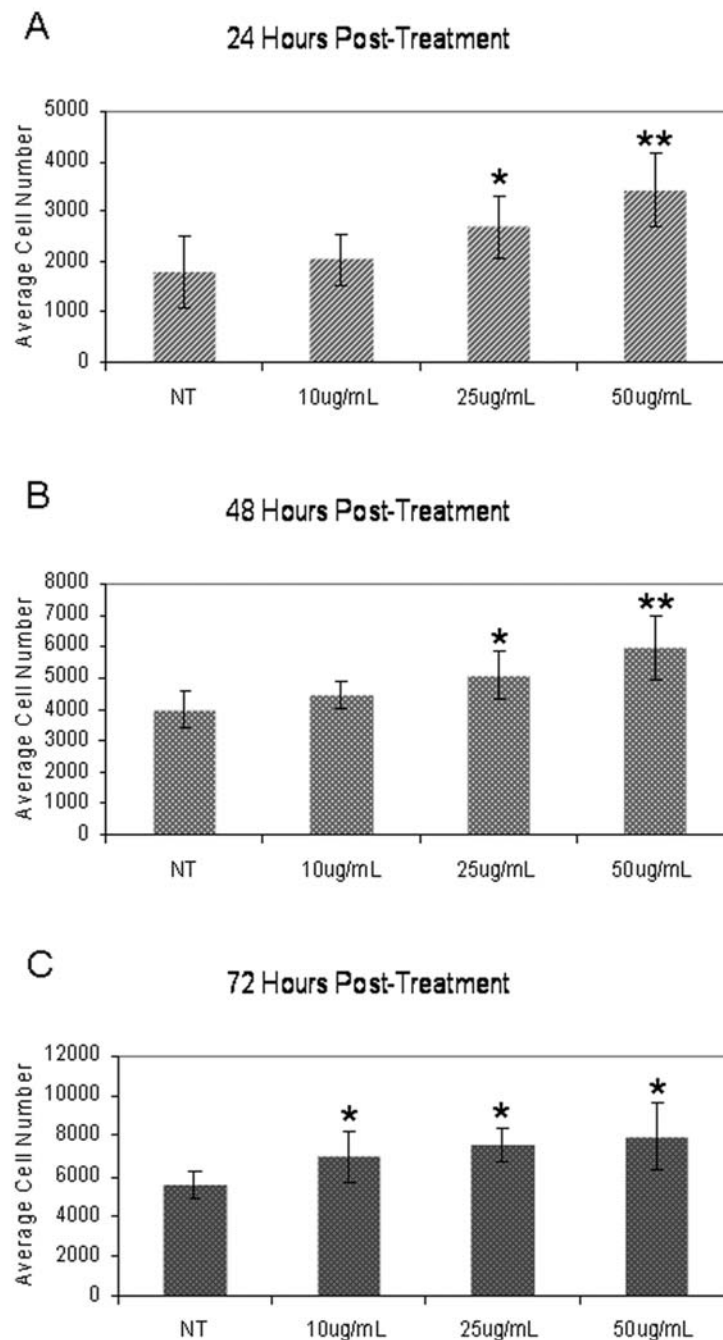 A
24 Hours Post-Treatment
5000
4000
3000
2000
1000
0
Average Cell Number
*
**
NT 10ug/mL 25ug/mL 50ug/mL
B
48 Hours Post-Treatment
8000
7000
6000
5000
4000
3000
2000
1000
0
Average Cell Number
*
**
NT 10ug/mL 25ug/mL 50ug/mL
C
72 Hours Post-Treatment
12000
10000
8000
6000
4000
2000
0
Average Cell Number
* * *
NT 10ug/mL 25ug/mL 50ug/mL